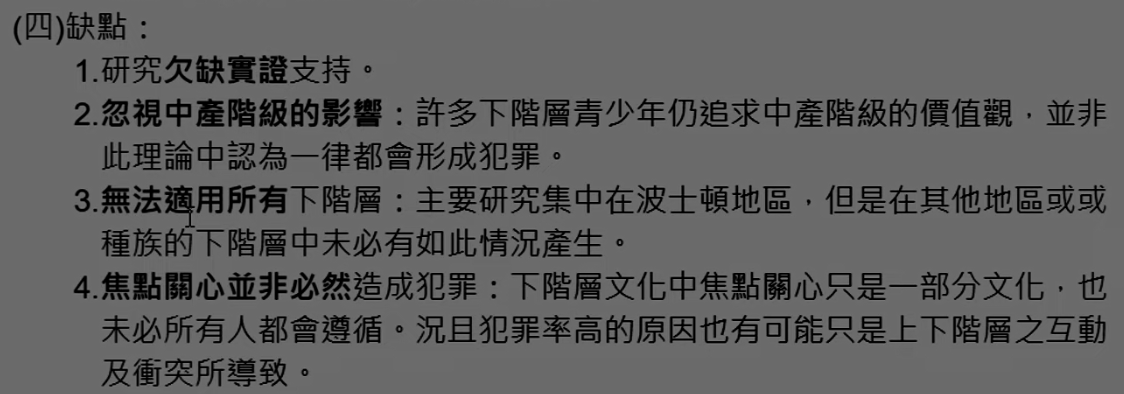 (四)缺點：
1.研究欠缺實證支持。
2.忽視中產階級的影響：許多下階層青少年仍追求中產階級的價值觀，並非
此理論中認為一律都會形成犯罪。
3.無法適用所有下階層：主要研究集中在波士頓地區，但是在其他地區或或
種族的下階層中未必有如此情況產生。
4.焦點關心並非必然造成犯罪：下階層文化中焦點關心只是一部分文化，也
未必所有人都會遵循。況且犯罪率高的原因也有可能只是上下階層之互動
及衝突所導致。